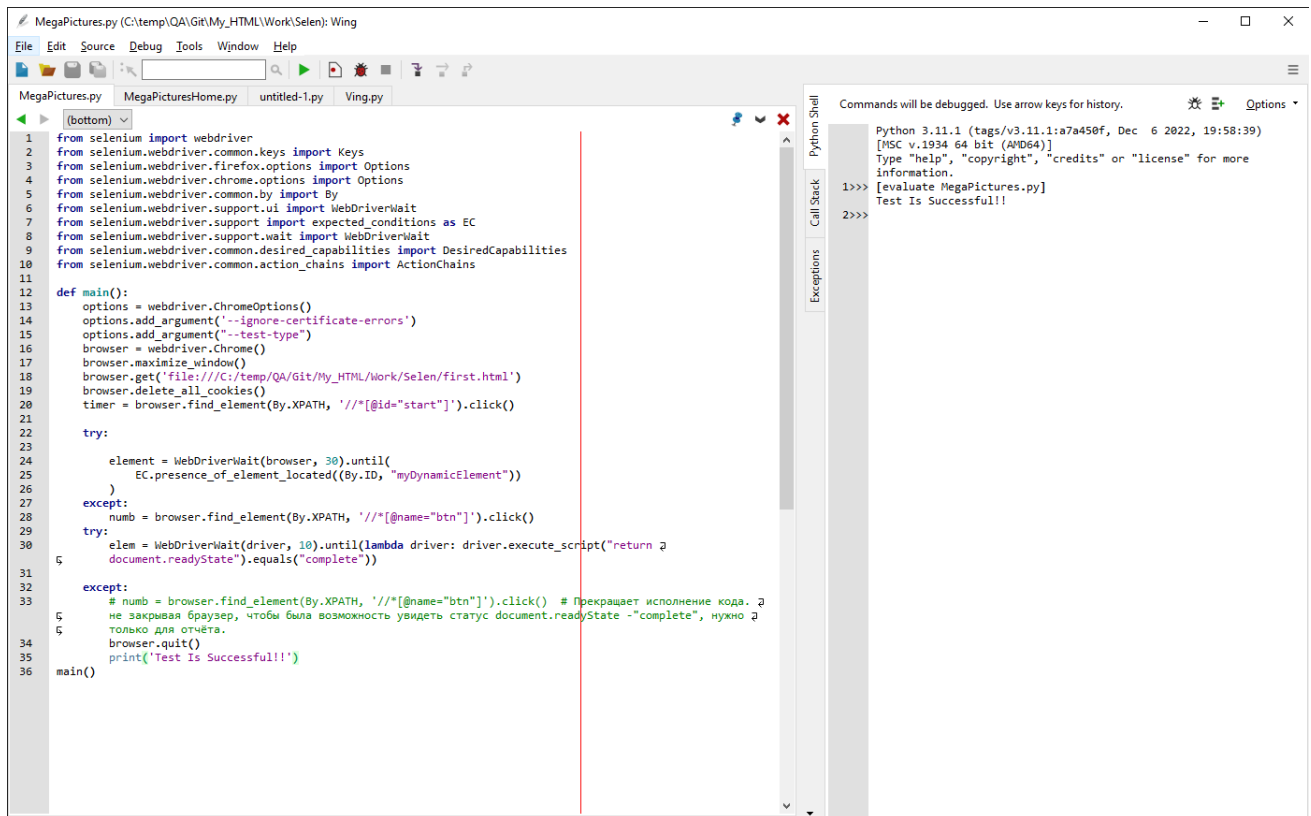 MegaPictures.py (C:\temp\QA\Git\My_HTML\Work\Selen): Wing
File Edit Source Debug Tools Window Help
MegaPictures.py MegaPicturesHome.py untitled-1.py Ving.py
(bottom)
1 from selenium import webdriver
2 from selenium.webdriver.common.keys import Keys
3 from selenium.webdriver.firefox.options import Options
4 from selenium.webdriver.chrome.options import Options
5 from selenium.webdriver.common.by import By
6 from selenium.webdriver.support.ui import WebDriverWait
7 from selenium.webdriver.support import expected_conditions as EC
8 from selenium.webdriver.support.wait import WebDriverWait
9 from selenium.webdriver.common.desired_capabilities import DesiredCapabilities
10 from selenium.webdriver.common.action_chains import ActionChains
11
12 def main():
13     options = webdriver.ChromeOptions()
14     options.add_argument('--ignore-certificate-errors')
15     options.add_argument("--test-type")
16     browser = webdriver.Chrome()
17     browser.maximize_window()
18     browser.get('file:///C:/temp/QA/Git/My_HTML/Work/Selen/first.html')
19     browser.delete_all_cookies()
20     timer = browser.find_element(By.XPATH, '//*[@id="start"]').click()
21
22     try:
23
24         element = WebDriverWait(browser, 30).until(
25             EC.presence_of_element_located((By.ID, "myDynamicElement"))
26         )
27     except:
28         numb = browser.find_element(By.XPATH, '//*[@name="btn"]').click()
29     try:
30         elem = WebDriverWait(driver, 10).until(lambda driver: driver.execute_script("return
document.readyState").equals("complete"))
31
32     except:
33         # numb = browser.find_element(By.XPATH, '//*[@name="btn"]').click()  # Прекращает исполнение кода.
не закрывая браузер, чтобы была возможность увидеть статус document.readyState -"complete", нужно
только для отчёта.
34         browser.quit()
35         print('Test Is Successful!!')
36 main()
Python Shell
Call Stack
Exceptions
Commands will be debugged. Use arrow keys for history.
Options
Python 3.11.1 (tags/v3.11.1:a7a450f, Dec  6 2022, 19:58:39)
[MSC v.1934 64 bit (AMD64)]
Type "help", "copyright", "credits" or "license" for more
information.
1>>> [evaluate MegaPictures.py]
Test Is Successful!!
2>>>